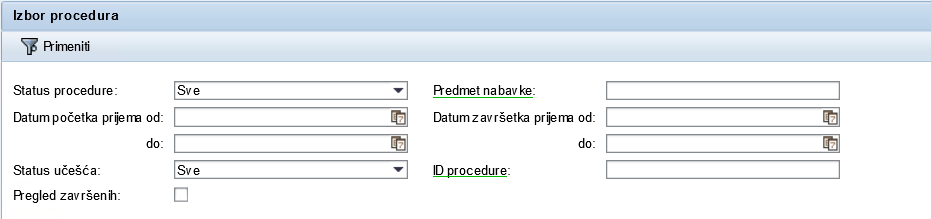 Izbor procedura
Primeniti
Status procedure: Sve Predmet nabavke:
Datum početka prijema od: Datum završetka prijema od:
do: do:
Status učešća: Sve ID procedure:
Pregled završenih: